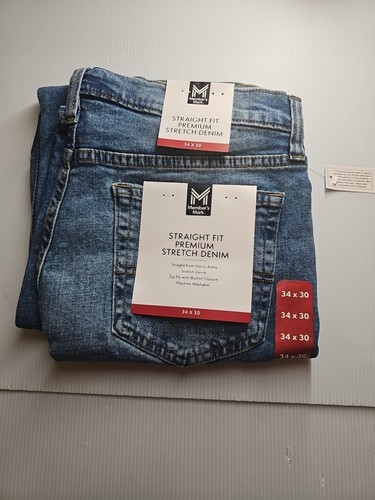 Member's
Mark.
STRAIGHT FIT
PREMIUM
STRETCH DENIM
34 X 30
Member's
Mark.
STRAIGHT FIT
PREMIUM
STRETCH DENIM
Straight from Hip to Ankle
Stretch Denim
Zip Fly with Button Closure
Machine Washable
34 X 30
34 x 30
34 x 30
34 x 30
34 x 30